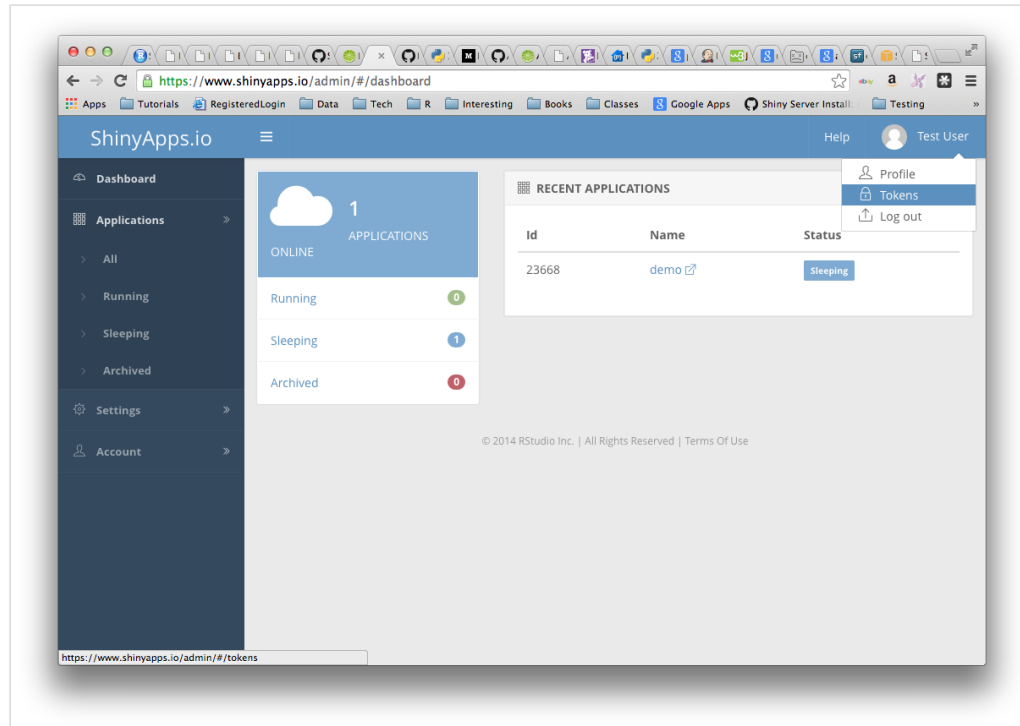 https://www.shinyapps.io/admin/#/dashboard
Apps Tutorials RegisteredLogin Data Tech R Interesting Books Classes Google Apps Shiny Server Install: Testing »
ShinyApps.io Help Test User
Profile
Tokens
Log out
Dashboard
Applications
All
Running
Sleeping
Archived
Settings
Account
1
APPLICATIONS
ONLINE
Running 0
Sleeping 1
Archived 0
RECENT APPLICATIONS
Id Name Status
23668 demo Sleeping
© 2014 RStudio Inc. | All Rights Reserved | Terms Of Use
https://www.shinyapps.io/admin/#/tokens